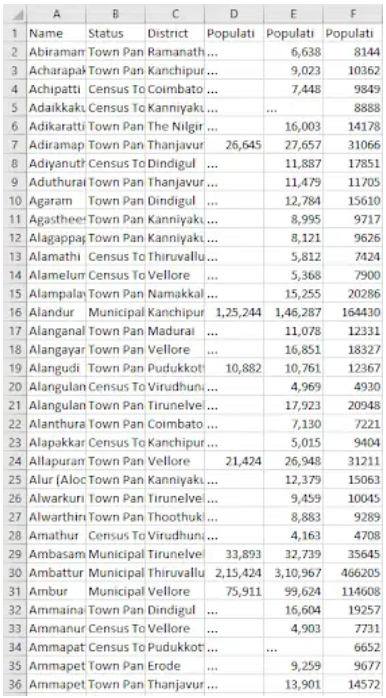 A B C D E F
1 Name Status District Populati Populati Populati
2 Abiramam Town Pan Ramanath ... 6,638 8144
3 Acharapak Town Pan Kanchipur ... 9,023 10362
4 Achipatti Census To Coimbato ... 7,448 9849
5 Adaikkaku Census To Kanniyaku ... ... 8888
6 Adikaratti Town Pan The Nilgir ... 16,003 14178
7 Adiramap Town Pan Thanjavur 26,645 27,657 31066
8 Adiyanuth Census To Dindigul ... 11,887 17851
9 Aduthurai Town Pan Thanjavur ... 11,479 11705
10 Agaram Town Pan Dindigul ... 12,784 15610
11 Agasthees Town Pan Kanniyaku ... 8,995 9717
12 Alagappap Town Pan Kanniyaku ... 8,121 9626
13 Alamathi Census To Thiruvallu ... 5,812 7424
14 Alamelum Census To Vellore ... 5,368 7900
15 Alampalay Town Pan Namakkal ... 15,255 20286
16 Alandur Municipal Kanchipur 1,25,244 1,46,287 164430
17 Alanganal Town Pan Madurai ... 11,078 12331
18 Alangayar Town Pan Vellore ... 16,851 18327
19 Alangudi Town Pan Pudukkott 10,882 10,761 12367
20 Alangulan Census To Virudhuna ... 4,969 4930
21 Alangulan Town Pan Tirunelvel ... 17,923 20948
22 Alanthura Town Pan Coimbato ... 7,130 7221
23 Alapakkar Census To Kanchipur ... 5,015 9404
24 Allapuram Town Pan Vellore 21,424 26,948 31211
25 Alur (Aloc Town Pan Kanniyaku ... 12,379 15063
26 Alwarkuri Town Pan Tirunelvel ... 9,459 10045
27 Alwarthiru Town Pan Thoothukl ... 8,883 9289
28 Amathur Census To Virudhuna ... 4,163 4708
29 Ambasam Municipal Tirunelvel 33,893 32,739 35645
30 Ambattur Municipal Thiruvallu 2,15,424 3,10,967 466205
31 Ambur Municipal Vellore 75,911 99,624 114608
32 Ammainai Town Pan Dindigul ... 16,604 19257
33 Ammanur Census To Vellore ... 4,903 7731
34 Ammapat Census To Pudukkott ... ... 6652
35 Ammapet Town Pan Erode ... 9,259 9677
36 Ammapet Town Pan Thanjavur ... 13,901 14572